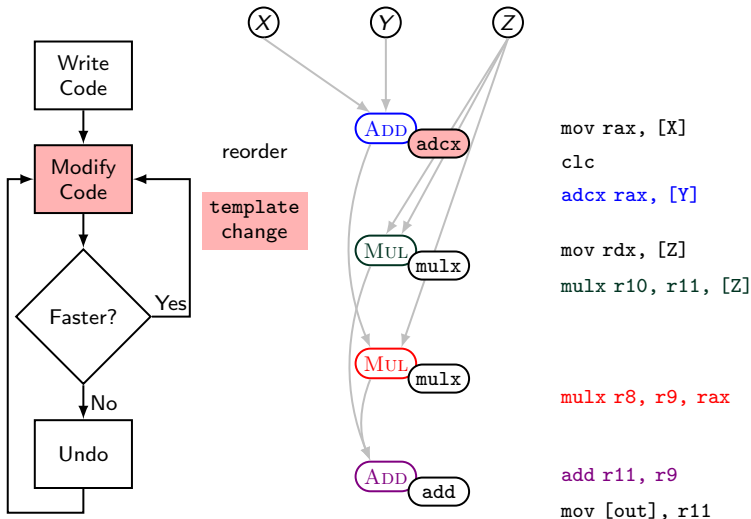 Write
Code
Modify
Code
Faster?
Yes
No
Undo
reorder
template
change
X
Y
Z
ADD
adcx
MUL
mulx
MUL
mulx
ADD
add
mov rax, [X]
clc
adcx rax, [Y]
mov rdx, [Z]
mulx r10, r11, [Z]
mulx r8, r9, rax
add r11, r9
mov [out], r11